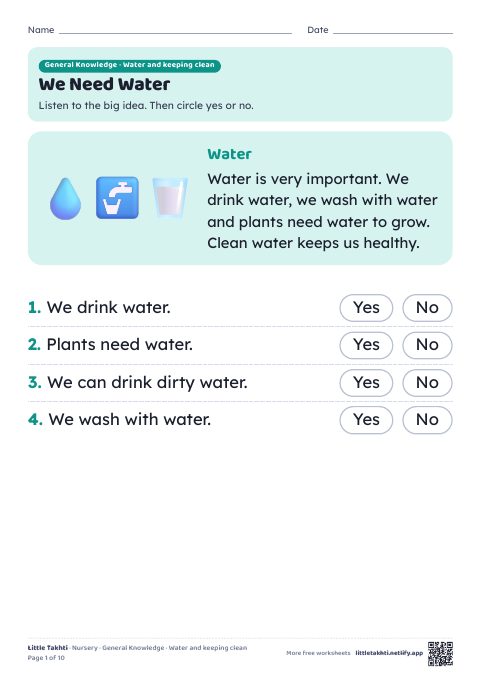 Name Date
General Knowledge · Water and keeping clean
We Need Water
Listen to the big idea. Then circle yes or no.
Water
Water is very important. We
drink water, we wash with water
and plants need water to grow.
Clean water keeps us healthy.
1. We drink water. Yes No
2. Plants need water. Yes No
3. We can drink dirty water. Yes No
4. We wash with water. Yes No
Little Takhti · Nursery · General Knowledge · Water and keeping clean
Page 1 of 10
More free worksheets · littletakhti.netlify.app